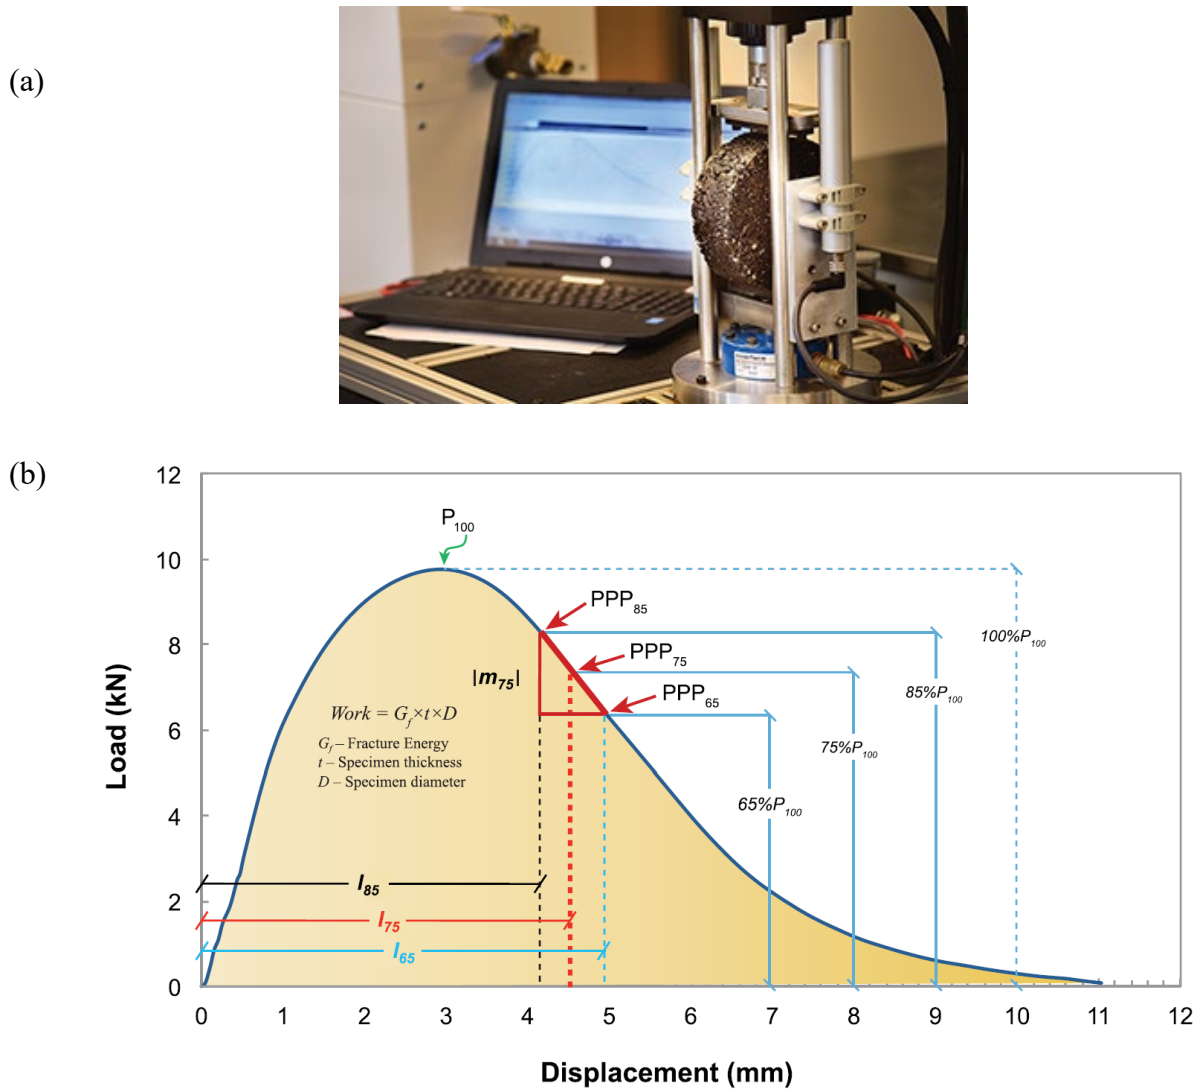 (a)
(b)
12
10
8
6
4
2
0
Load (kN)
P100
PPP85
PPP75
PPP65
|m75|
100%P100
85%P100
75%P100
65%P100
Work = Gf×t×D
Gf – Fracture Energy
t – Specimen thickness
D – Specimen diameter
l85
l75
l65
0 1 2 3 4 5 6 7 8 9 10 11 12
Displacement (mm)